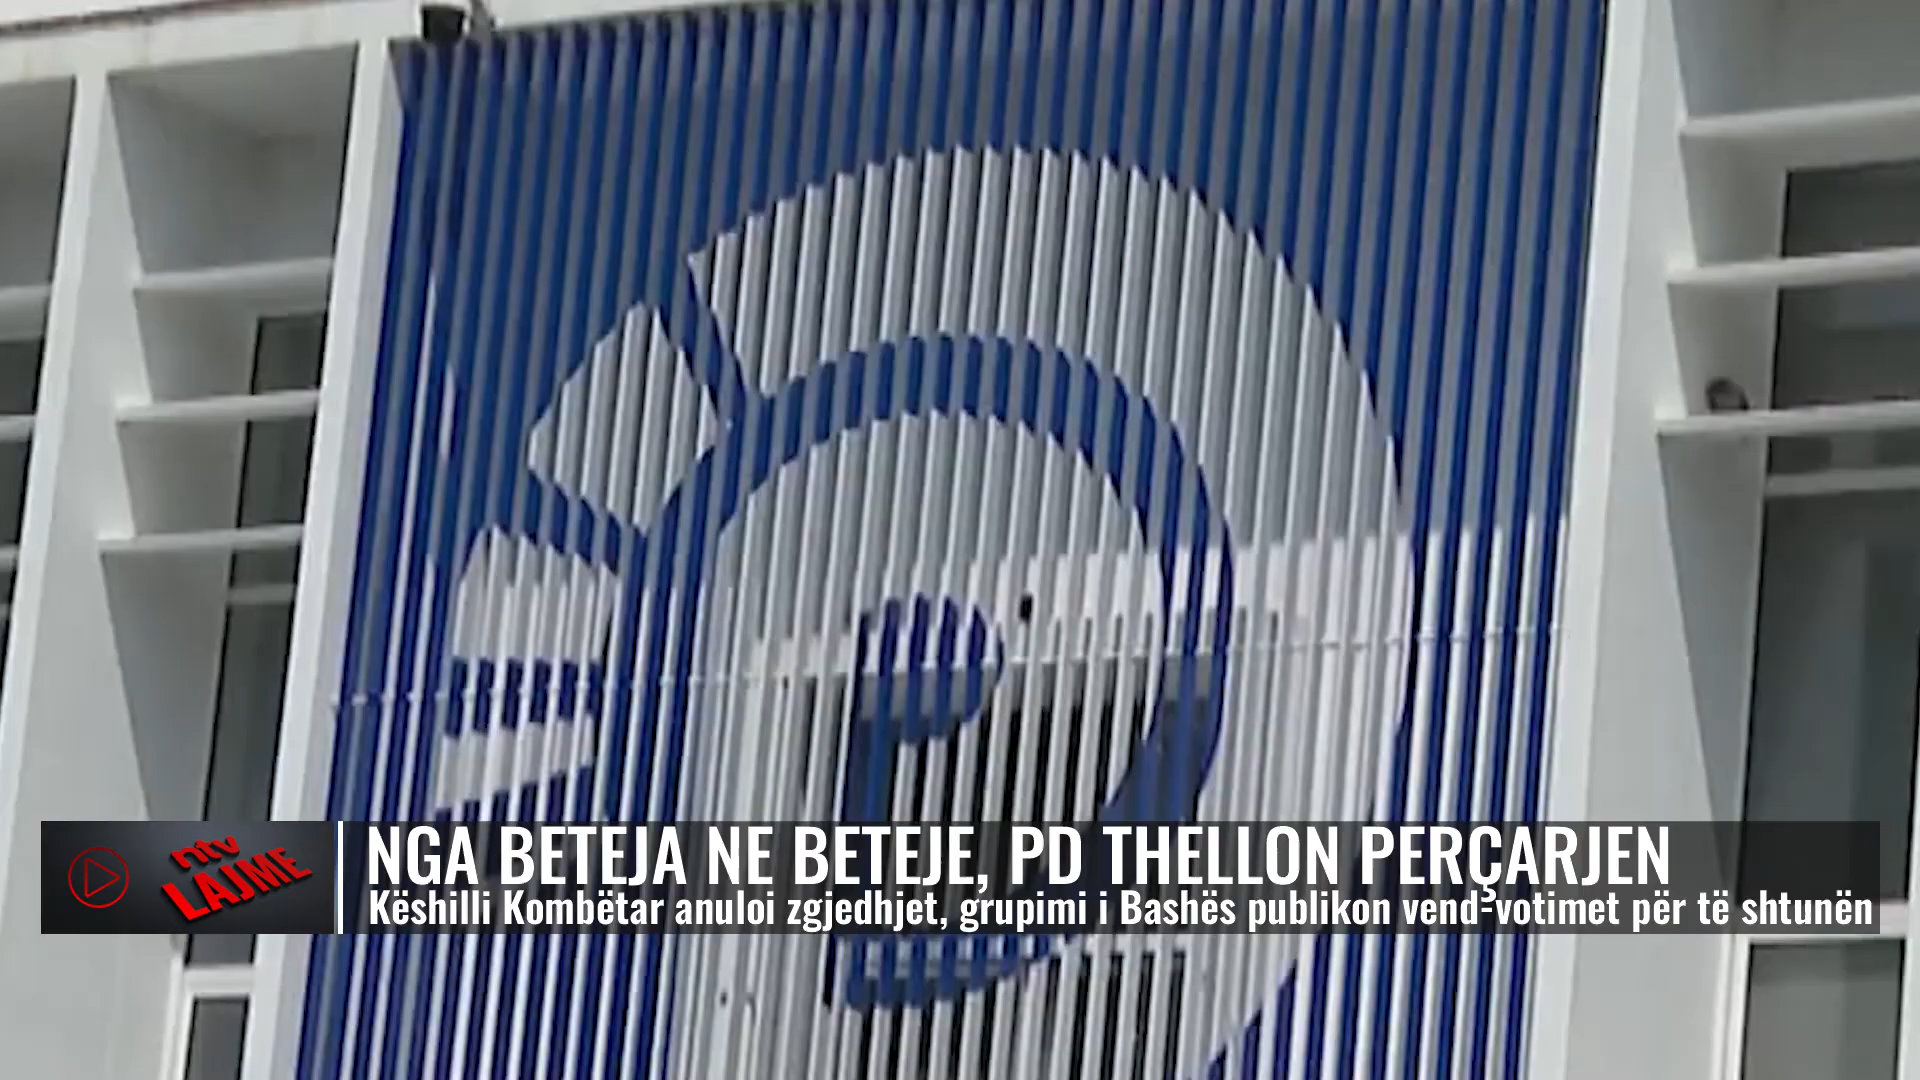 ntv
LAJME
NGA BETEJA NE BETEJE, PD THELLON PERÇARJEN
Këshilli Kombëtar anuloi zgjedhjet, grupimi i Bashës publikon vend-votimet për të shtunën